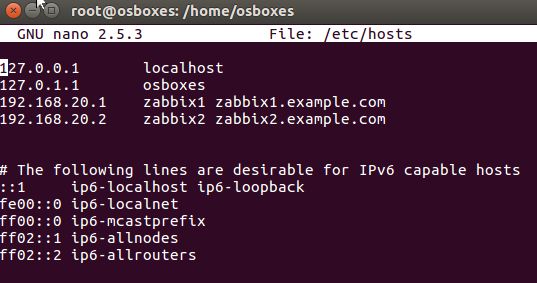 root@osboxes: /home/osboxes
GNU nano 2.5.3 File: /etc/hosts
127.0.0.1 localhost
127.0.1.1 osboxes
192.168.20.1 zabbix1 zabbix1.example.com
192.168.20.2 zabbix2 zabbix2.example.com
# The following lines are desirable for IPv6 capable hosts
::1 ip6-localhost ip6-loopback
fe00::0 ip6-localnet
ff00::0 ip6-mcastprefix
ff02::1 ip6-allnodes
ff02::2 ip6-allrouters